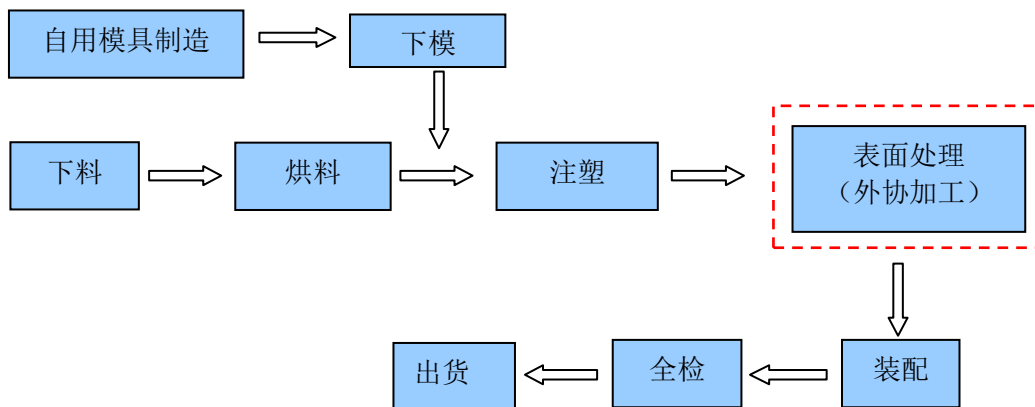 自用模具制造
下模
下料
烘料
注塑
表面处理
（外协加工）
出货
全检
装配